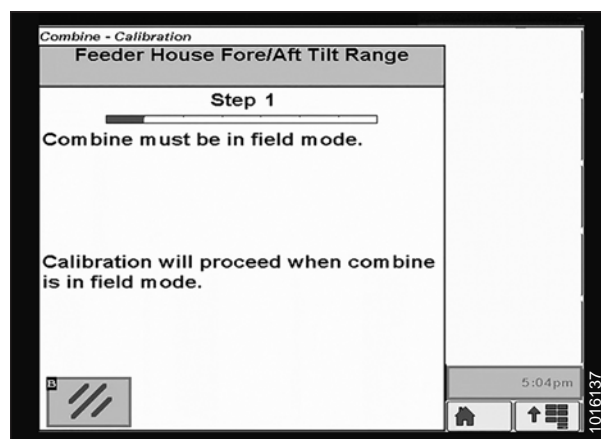 Combine - Calibration
Feeder House Fore/Aft Tilt Range
Step 1
Combine must be in field mode.
Calibration will proceed when combine
is in field mode.
B
5:04pm
1016137